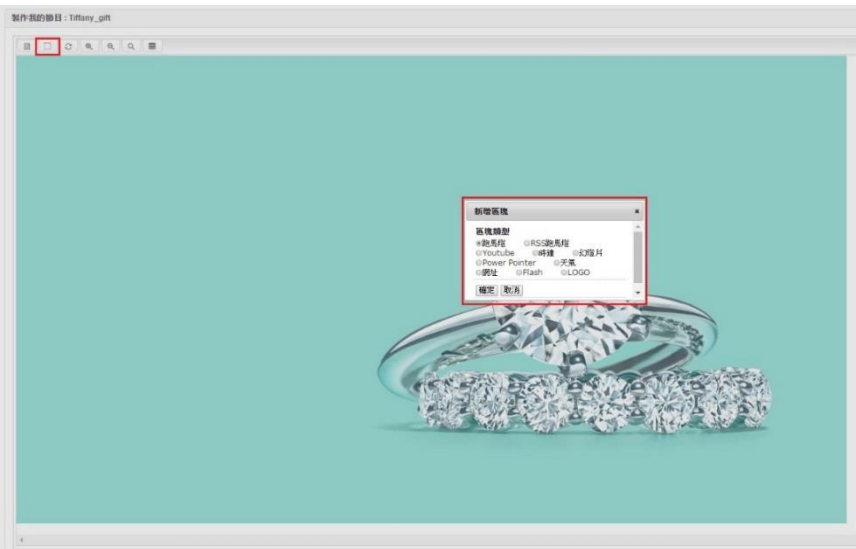 製作我的節目 : Tiffany_gift
新增區塊
區塊類型
跑馬燈 RSS跑馬燈
Youtube 時鐘 幻燈片
Power Pointer 天氣
網址 Flash LOGO
確定 取消